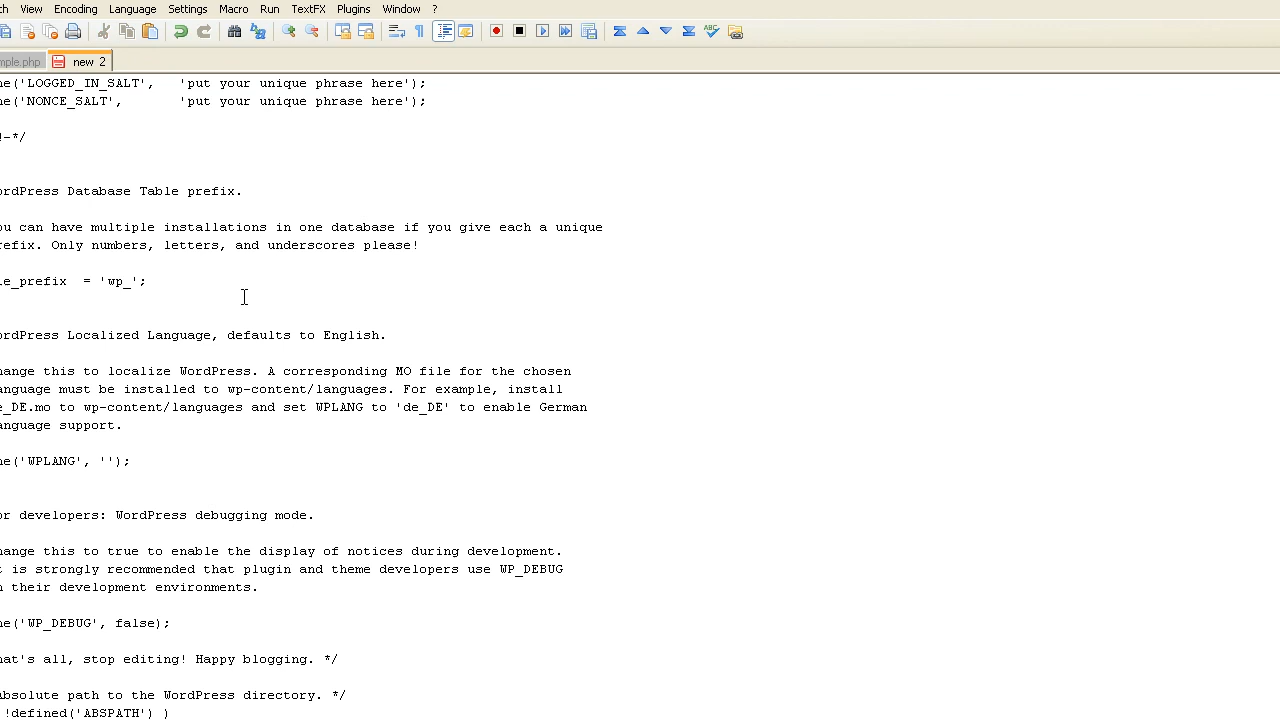 ch View Encoding Language Settings Macro Run TextFX Plugins Window ?
mple.php new 2
ne('LOGGED_IN_SALT',   'put your unique phrase here');
ne('NONCE_SALT',       'put your unique phrase here');
!-*/
ordPress Database Table prefix.
ou can have multiple installations in one database if you give each a unique
refix. Only numbers, letters, and underscores please!
le_prefix  = 'wp_';
ordPress Localized Language, defaults to English.
hange this to localize WordPress. A corresponding MO file for the chosen
anguage must be installed to wp-content/languages. For example, install
e_DE.mo to wp-content/languages and set WPLANG to 'de_DE' to enable German
anguage support.
ne('WPLANG', '');
or developers: WordPress debugging mode.
hange this to true to enable the display of notices during development.
t is strongly recommended that plugin and theme developers use WP_DEBUG
n their development environments.
ne('WP_DEBUG', false);
hat's all, stop editing! Happy blogging. */
Absolute path to the WordPress directory. */
!defined('ABSPATH') )